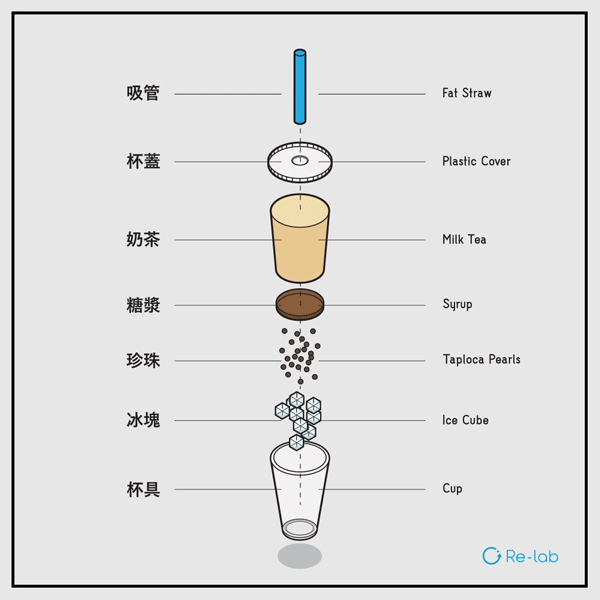 吸管 Fat Straw
杯蓋 Plastic Cover
奶茶 Milk Tea
糖漿 Syrup
珍珠 Taploca Pearls
冰塊 Ice Cube
杯具 Cup
Re-lab